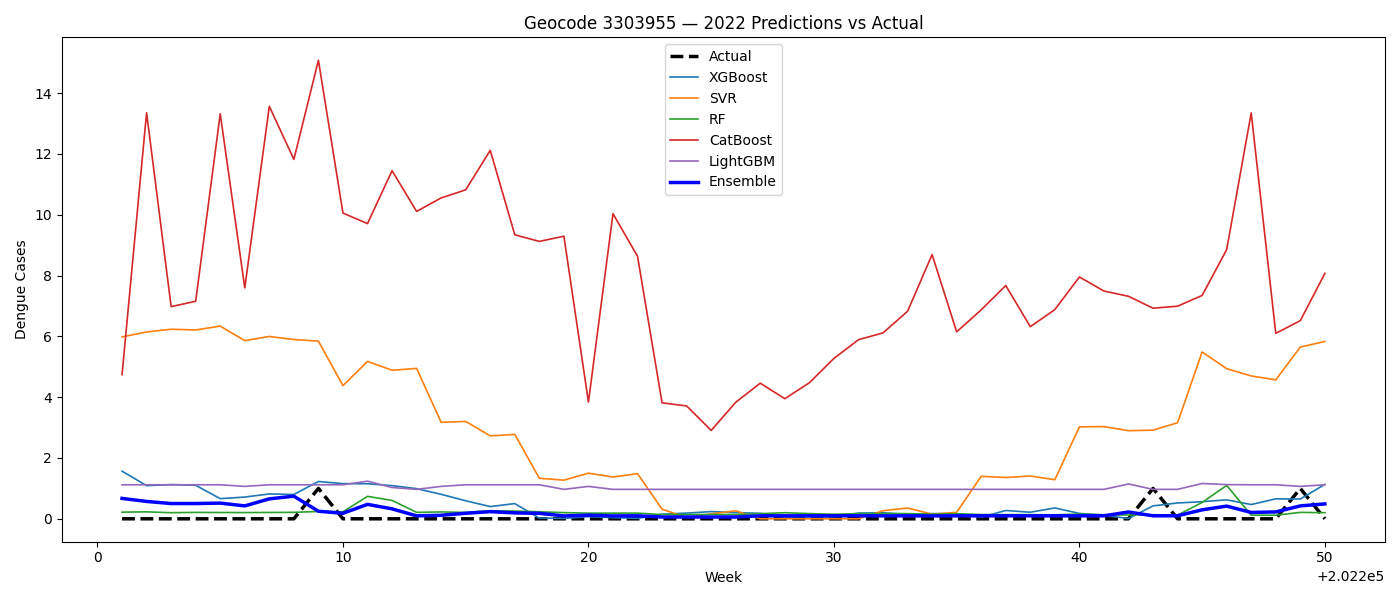 Geocode 3303955 — 2022 Predictions vs Actual
Dengue Cases
14
12
10
8
6
4
2
0
Actual
XGBoost
SVR
RF
CatBoost
LightGBM
Ensemble
0 10 20 30 40 50
Week
+2.022e5